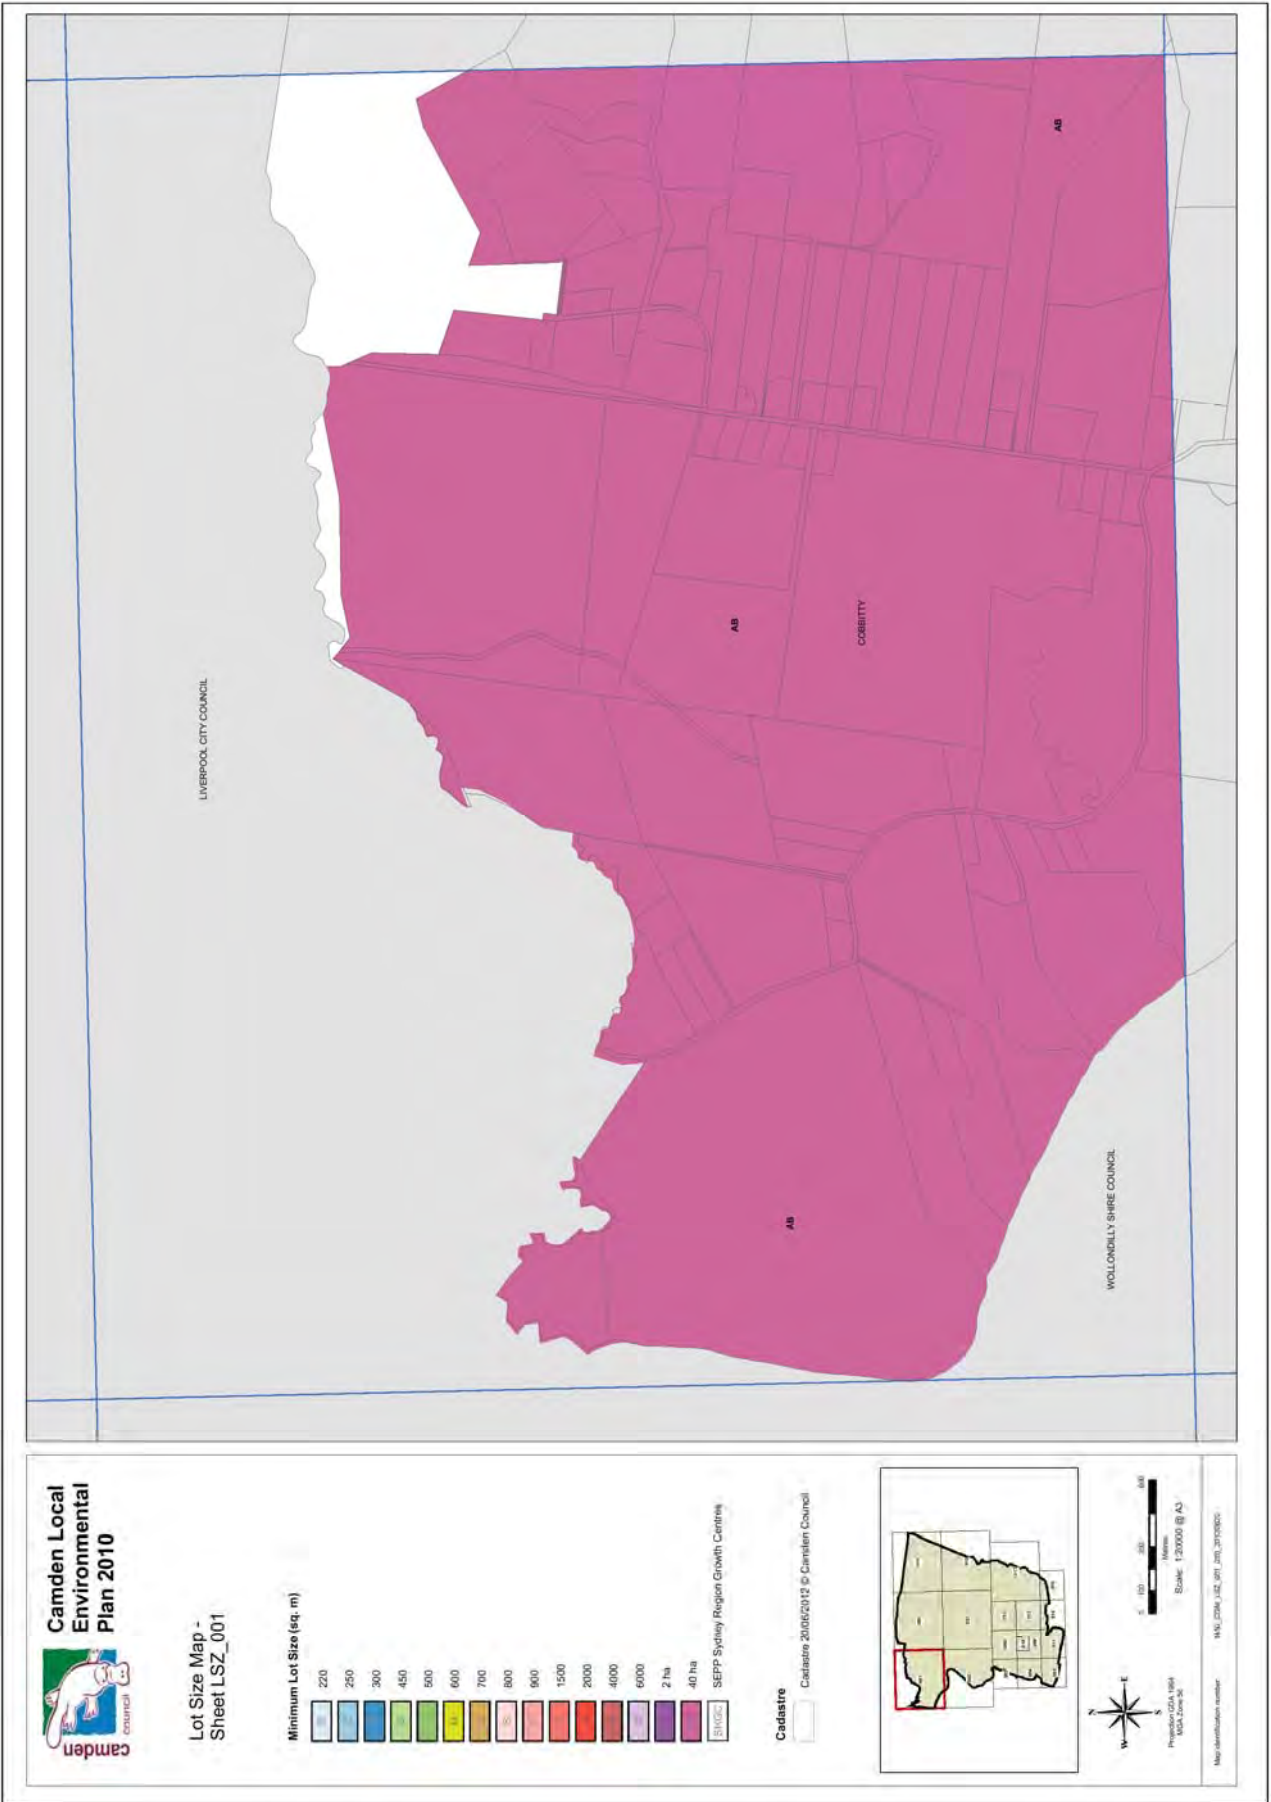 camden
council
Camden Local
Environmental
Plan 2010
Lot Size Map -
Sheet LSZ_001
Minimum Lot Size (sq. m)
220
250
300
450
500
600
700
800
900
1500
2000
4000
6000
2 ha
40 ha
SRGC
SEPP Sydney Region Growth Centres
Cadastre
Cadastre 20/06/2012 © Camden Council
N
E
S
W
Projection GDA 1994
MGA Zone 56
Metres
Scale: 1:20000 @ A3
Map identification number:
LIVERPOOL CITY COUNCIL
AB
AB
COBBITTY
AB
WOLLONDILLY SHIRE COUNCIL